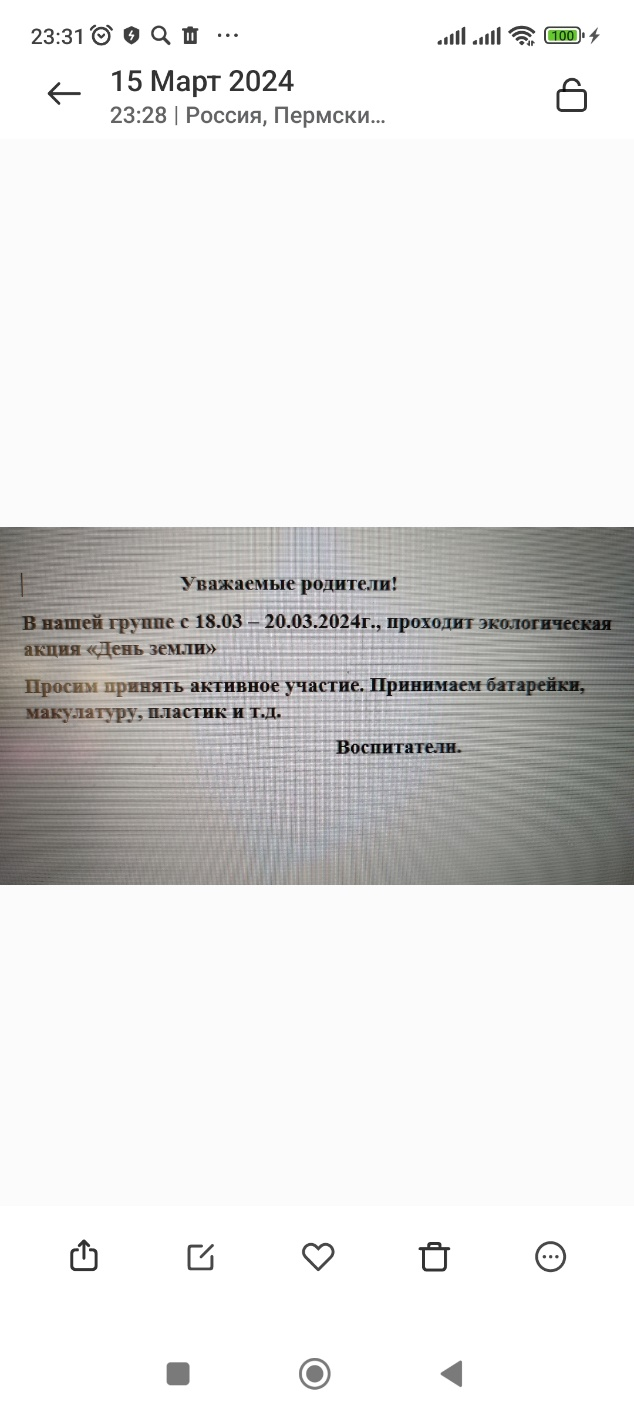 23:31
100
15 Март 2024
23:28 | Россия, Пермски...
Уважаемые родители!
В нашей группе с 18.03 – 20.03.2024г., проходит экологическая
акция «День земли»
Просим принять активное участие. Принимаем батарейки,
макулатуру, пластик и т.д.
Воспитатели.